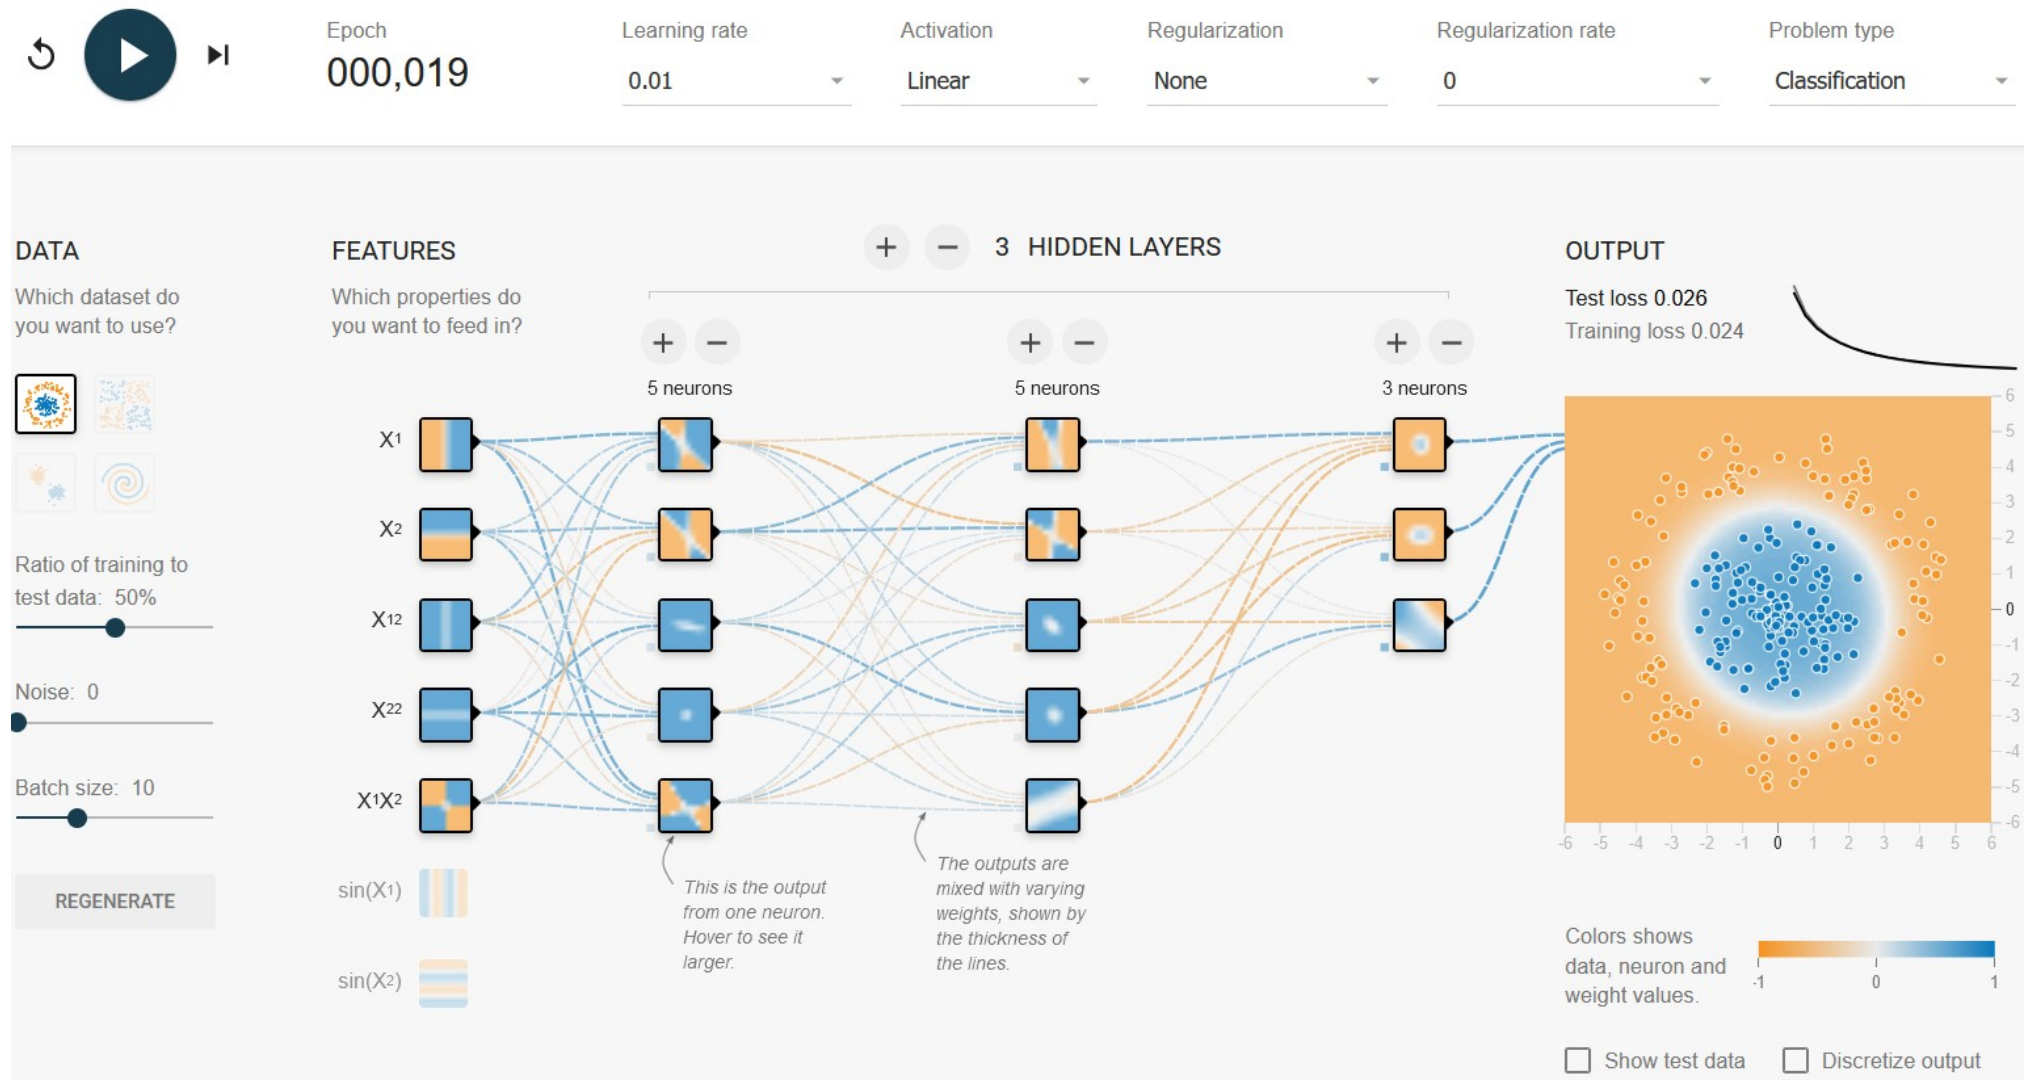 Epoch
000,019
Learning rate
0.01
Activation
Linear
Regularization
None
Regularization rate
0
Problem type
Classification
DATA
Which dataset do
you want to use?
Ratio of training to
test data: 50%
Noise: 0
Batch size: 10
REGENERATE
FEATURES
Which properties do
you want to feed in?
X1
X2
X12
X22
X1X2
sin(X1)
sin(X2)
+ − 3 HIDDEN LAYERS
+ −
5 neurons
+ −
5 neurons
+ −
3 neurons
This is the output
from one neuron.
Hover to see it
larger.
The outputs are
mixed with varying
weights, shown by
the thickness of
the lines.
OUTPUT
Test loss 0.026
Training loss 0.024
6
5
4
3
2
1
0
-1
-2
-3
-4
-5
-6
-6 -5 -4 -3 -2 -1 0 1 2 3 4 5 6
Colors shows
data, neuron and
weight values.
-1 0 1
Show test data
Discretize output